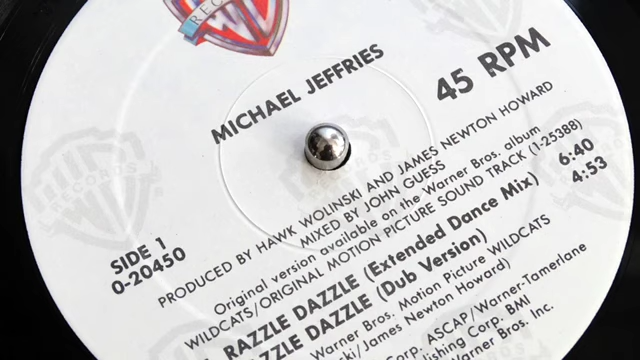 RECORDS
MICHAEL JEFFRIES
45 RPM
SIDE 1
0-20450
PRODUCED BY HAWK WOLINSKI AND JAMES NEWTON HOWARD
MIXED BY JOHN GUESS
Original version available on the Warner Bros. album
WILDCATS/ORIGINAL MOTION PICTURE SOUND TRACK (1-25388)
RAZZLE DAZZLE (Extended Dance Mix) 6:40
DAZZLE (Dub Version) 4:53
Warner Bros. Motion Picture WILDCATS
James Newton Howard)
Corp. ASCAP/Warner-Tamerlane
Corp. BMI
Warner Bros. Inc.